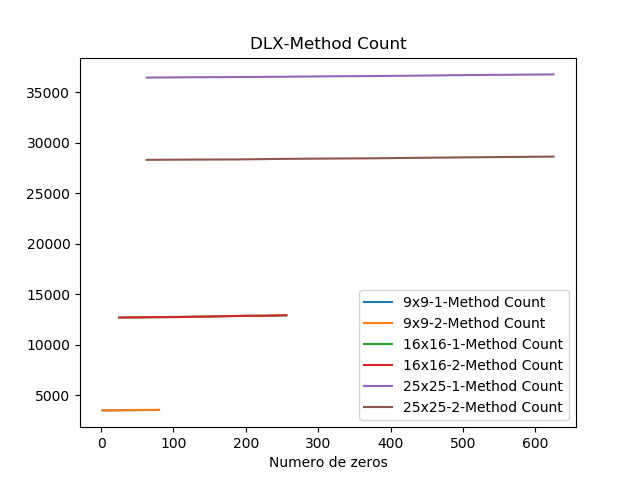 DLX-Method Count
35000
30000
25000
20000
15000
10000
5000
9x9-1-Method Count
9x9-2-Method Count
16x16-1-Method Count
16x16-2-Method Count
25x25-1-Method Count
25x25-2-Method Count
0 100 200 300 400 500 600
Numero de zeros